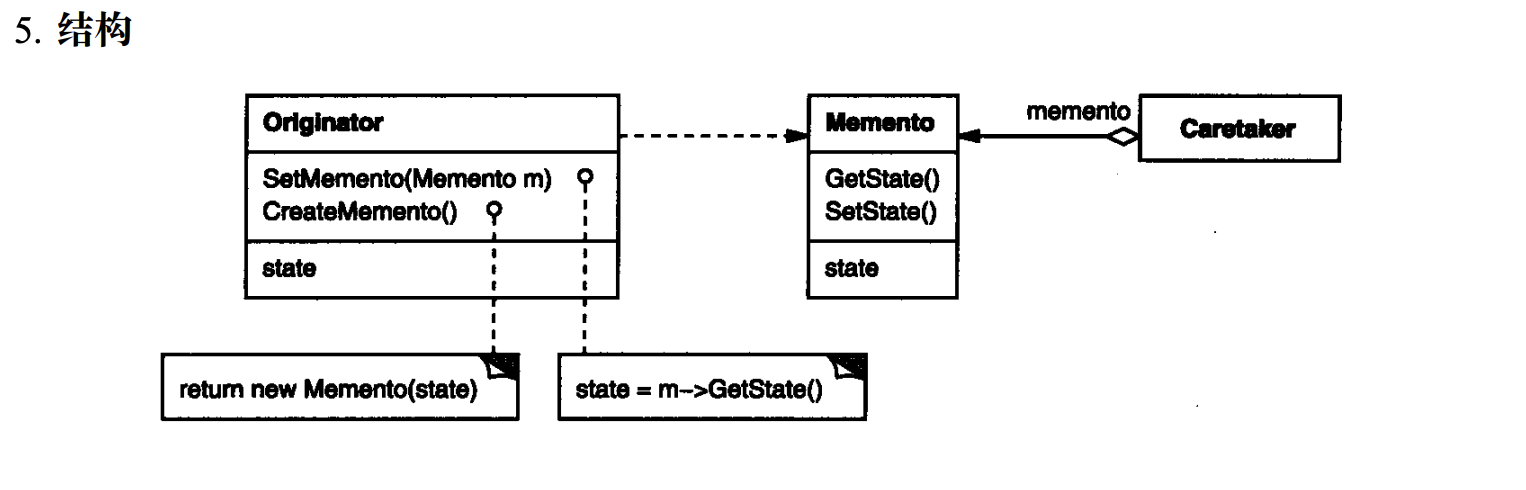 5. 结构
Originator
SetMemento(Memento m)
CreateMemento()
state
return new Memento(state)
state = m->GetState()
Memento
GetState()
SetState()
state
memento
Caretaker